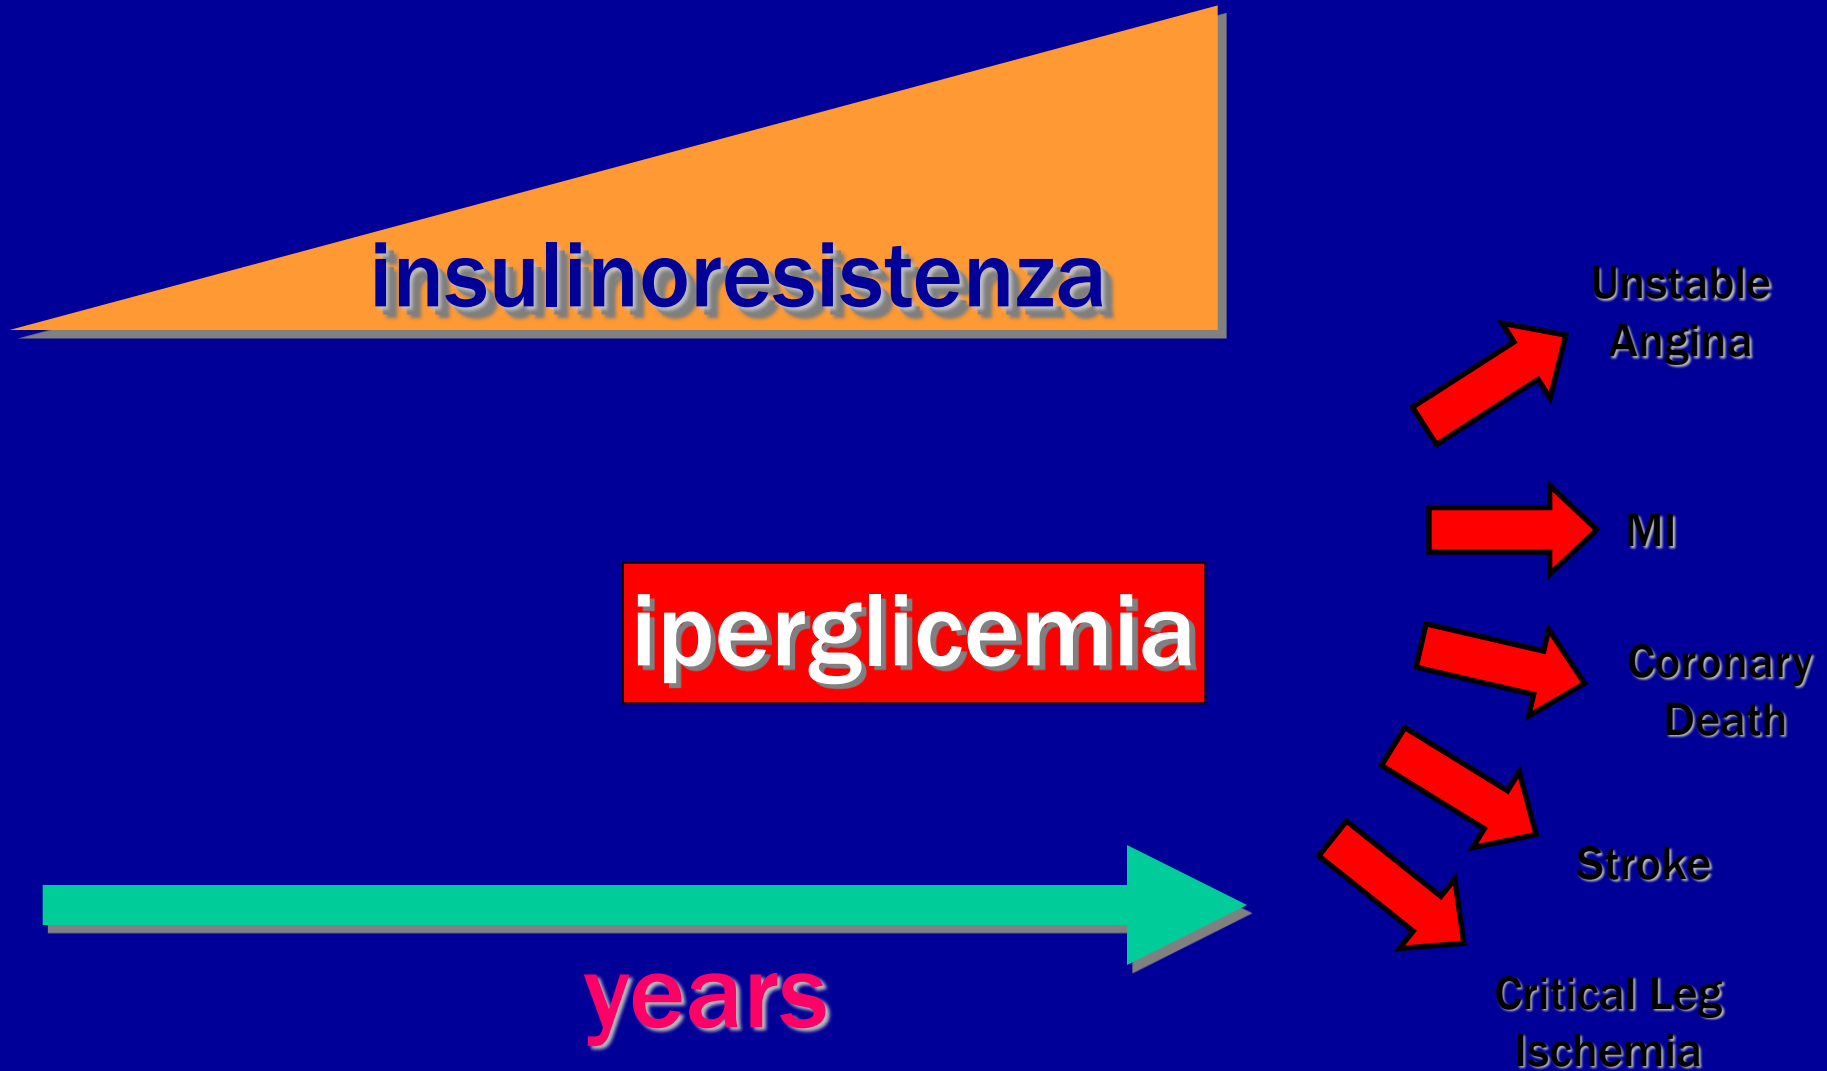 insulinoresistenza
Unstable
Angina
MI
iperglicemia
Coronary
Death
Stroke
years
Critical Leg
Ischemia